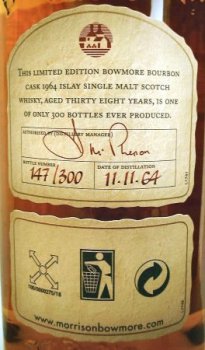 THIS LIMITED EDITION BOWMORE BOURBON
CASK 1964 ISLAY SINGLE MALT SCOTCH
WHISKY, AGED THIRTY EIGHT YEARS, IS ONE
OF ONLY 300 BOTTLES EVER PRODUCED.
AUTHORISED BY (DISTILLERY MANAGER)
BOTTLE NUMBER
DATE OF DISTILLATION
147/300
11.11.64
www.morrisonbowmore.com